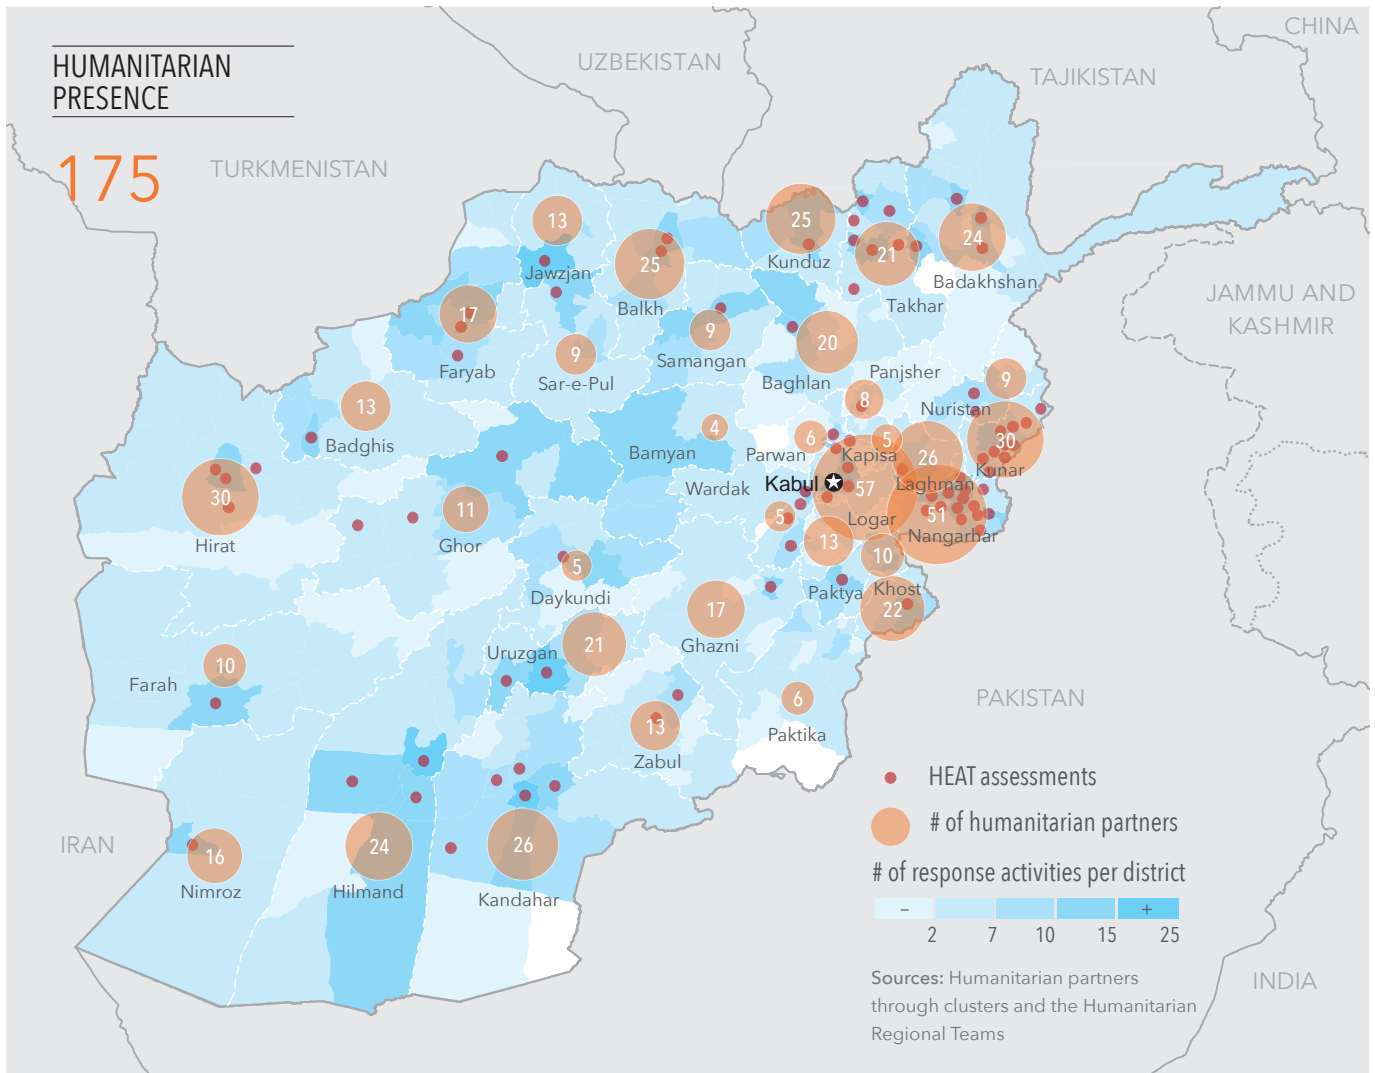 HUMANITARIAN
PRESENCE
175
CHINA
UZBEKISTAN
TAJIKISTAN
TURKMENISTAN
JAMMU AND
KASHMIR
PAKISTAN
IRAN
INDIA
13
Jawzjan
25
Balkh
25
Kunduz
21
Takhar
24
Badakhshan
17
Faryab
9
Sar-e-Pul
9
Samangan
20
Baghlan
Panjsher
8
9
Nuristan
13
Badghis
4
Bamyan
6
Parwan
5
Kapisa
26
Laghman
30
Kunar
30
Hirat
11
Ghor
Wardak
5
Kabul
57
Logar
13
51
Nangarhar
10
Paktya
Khost
22
5
Daykundi
17
Ghazni
21
Uruzgan
10
Farah
13
Zabul
6
Paktika
16
Nimroz
24
Hilmand
26
Kandahar
HEAT assessments
# of humanitarian partners
# of response activities per district
– +
2 7 10 15 25
Sources: Humanitarian partners
through clusters and the Humanitarian
Regional Teams